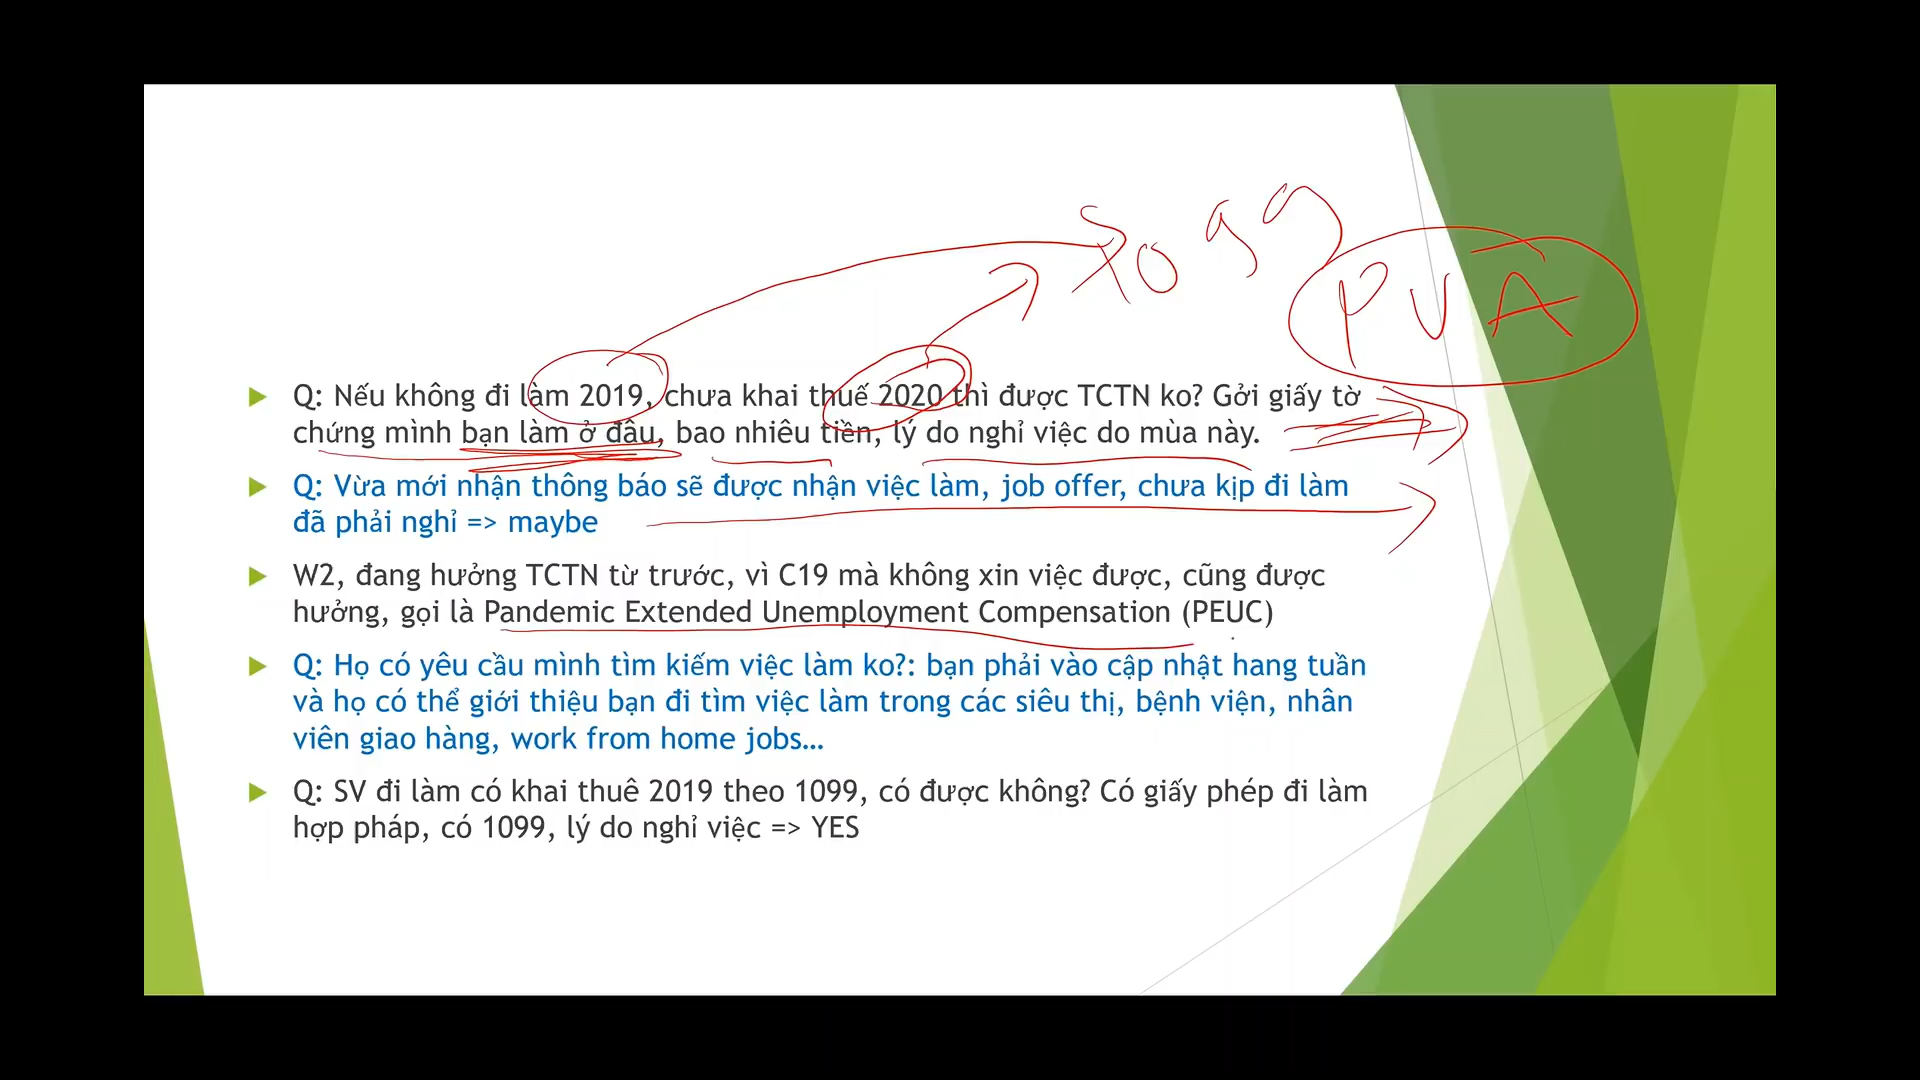 1099
PUA
Q: Nếu không đi làm 2019, chưa khai thuế 2020 thì được TCTN ko? Gởi giấy tờ
chứng minh bạn làm ở đâu, bao nhiêu tiền, lý do nghỉ việc do mùa này.
Q: Vừa mới nhận thông báo sẽ được nhận việc làm, job offer, chưa kịp đi làm
đã phải nghỉ => maybe
W2, đang hưởng TCTN từ trước, vì C19 mà không xin việc được, cũng được
hưởng, gọi là Pandemic Extended Unemployment Compensation (PEUC)
Q: Họ có yêu cầu mình tìm kiếm việc làm ko?: bạn phải vào cập nhật hang tuần
và họ có thể giới thiệu bạn đi tìm việc làm trong các siêu thị, bệnh viện, nhân
viên giao hàng, work from home jobs…
Q: SV đi làm có khai thuê 2019 theo 1099, có được không? Có giấy phép đi làm
hợp pháp, có 1099, lý do nghỉ việc => YES